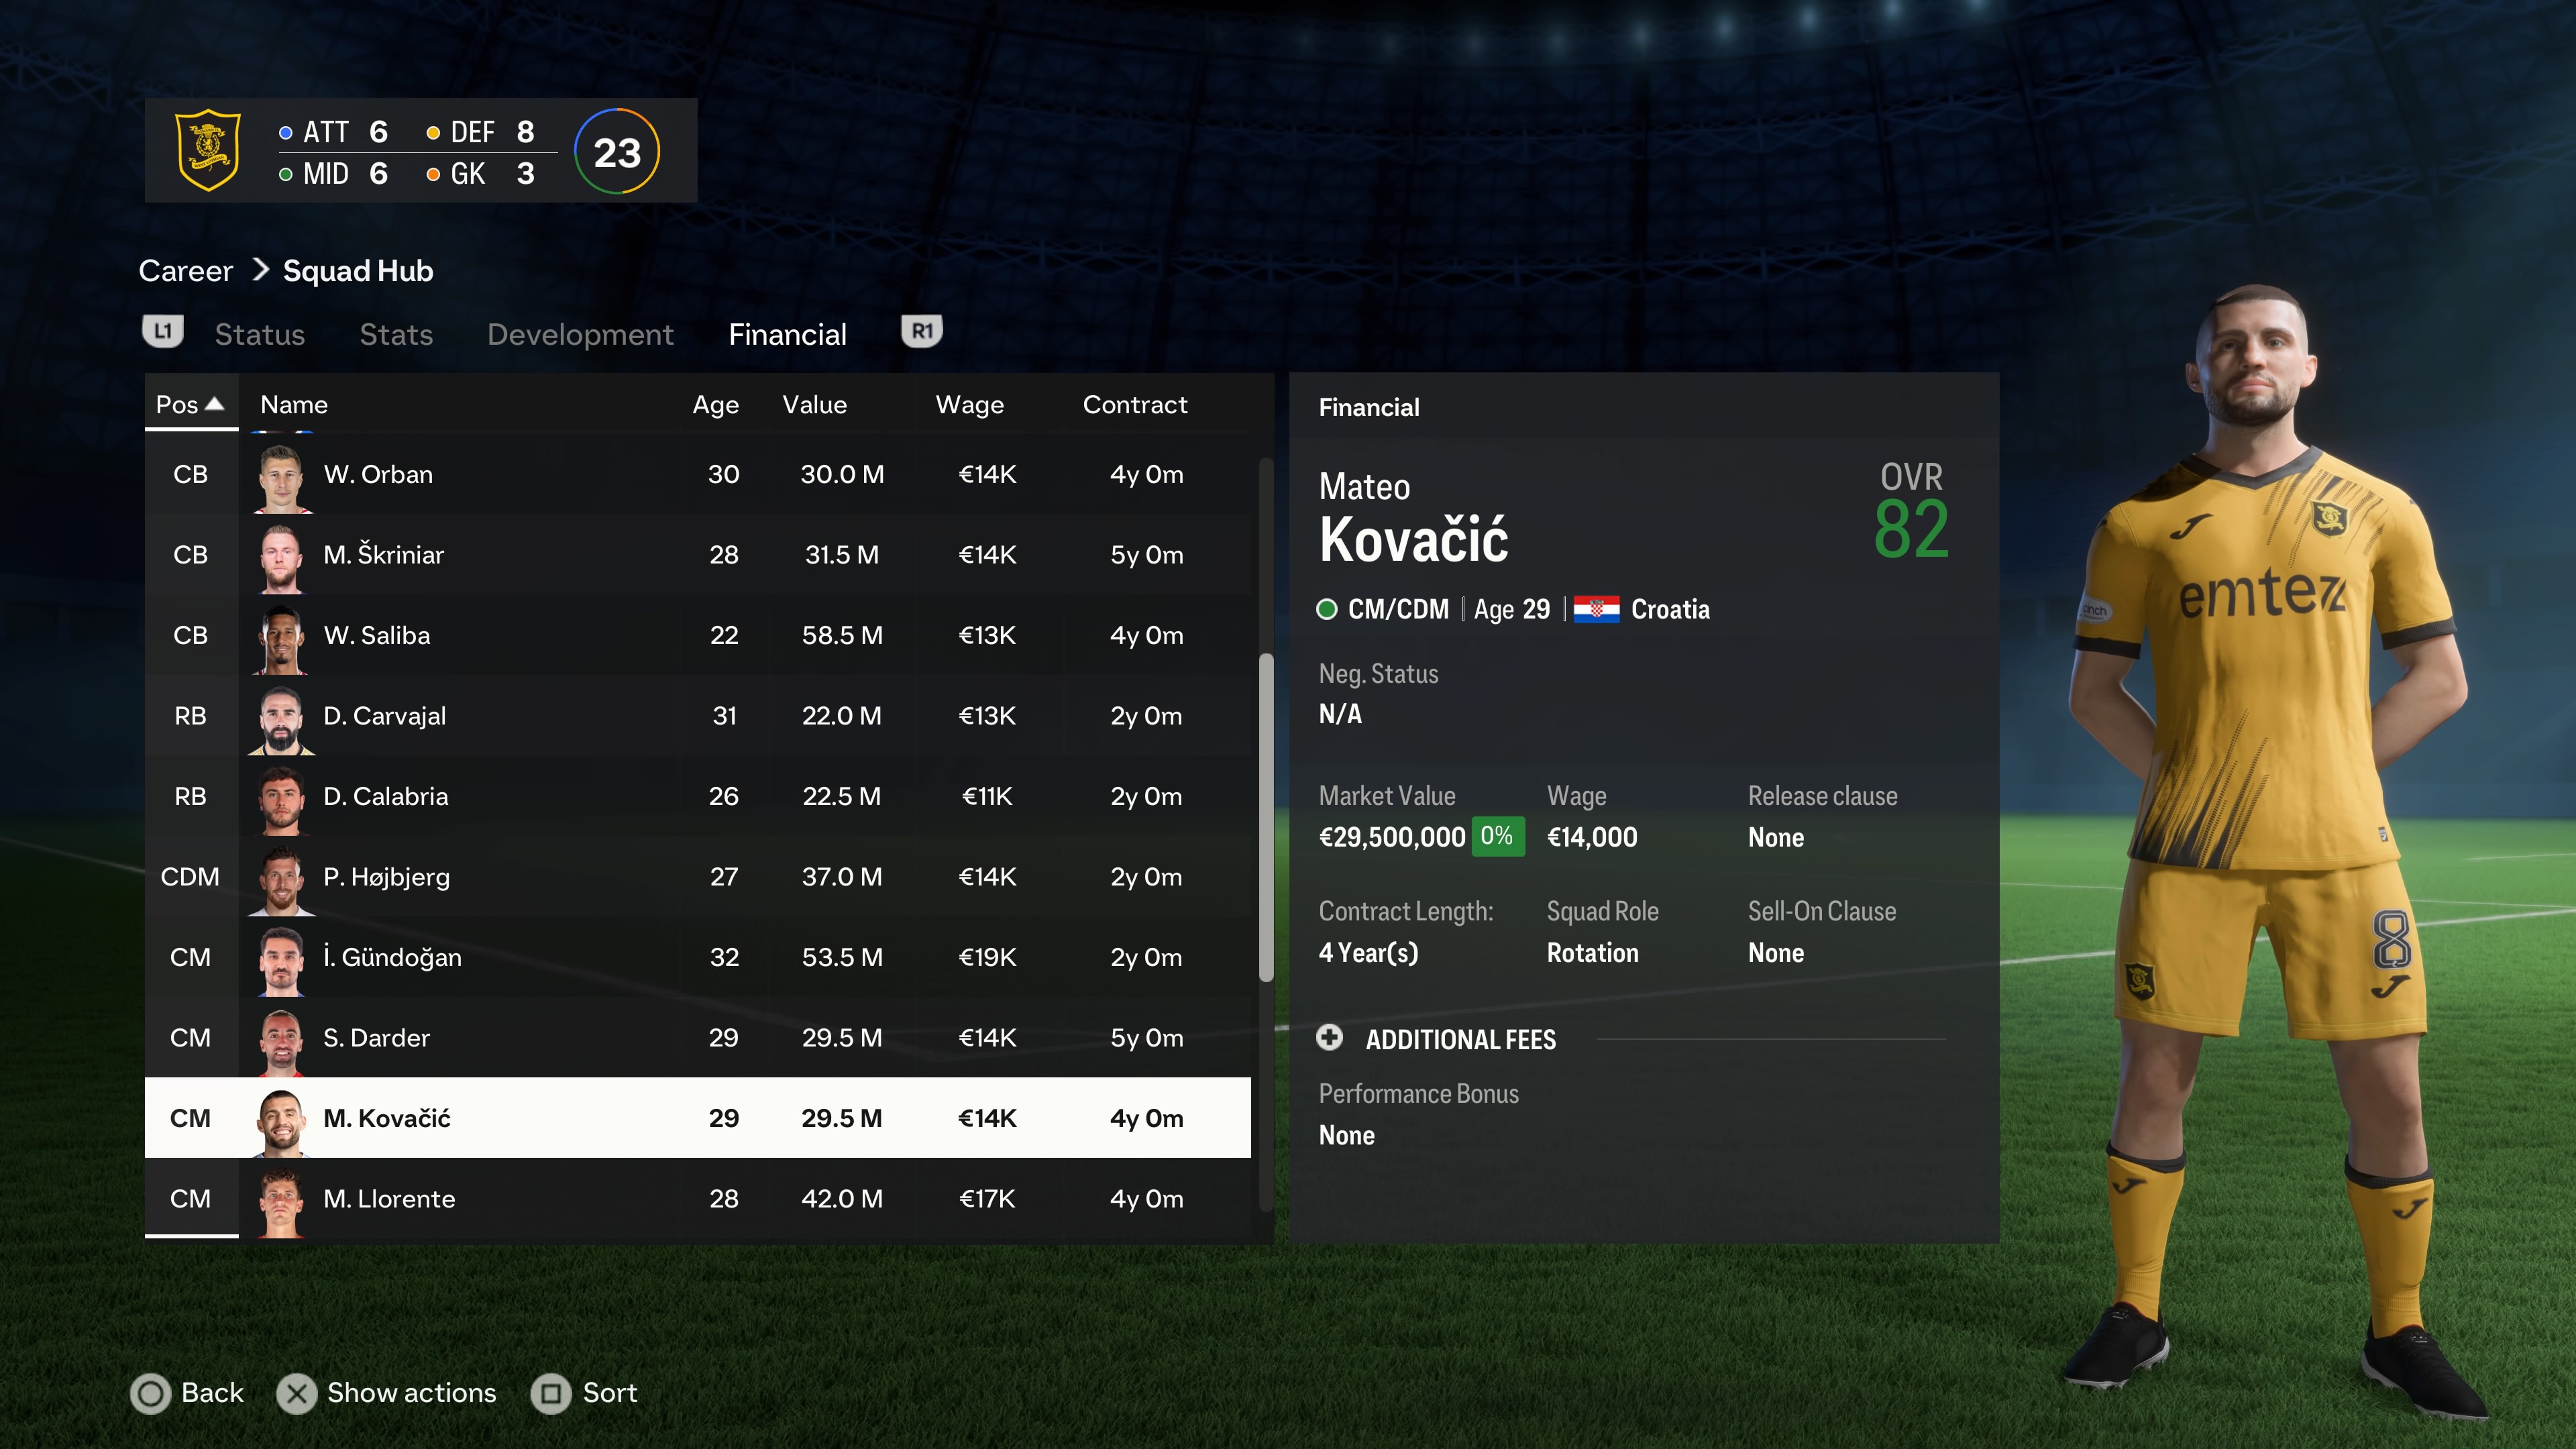 ATT 6 DEF 8
MID 6 GK 3
23
Career > Squad Hub
L1 Status Stats Development Financial R1
Pos Name Age Value Wage Contract
CB W. Orban 30 30.0 M €14K 4y 0m
CB M. Škriniar 28 31.5 M €14K 5y 0m
CB W. Saliba 22 58.5 M €13K 4y 0m
RB D. Carvajal 31 22.0 M €13K 2y 0m
RB D. Calabria 26 22.5 M €11K 2y 0m
CDM P. Højbjerg 27 37.0 M €14K 2y 0m
CM İ. Gündoğan 32 53.5 M €19K 2y 0m
CM S. Darder 29 29.5 M €14K 5y 0m
CM M. Kovačić 29 29.5 M €14K 4y 0m
CM M. Llorente 28 42.0 M €17K 4y 0m
Financial
Mateo
Kovačić
OVR
82
CM/CDM | Age 29 | Croatia
Neg. Status
N/A
Market Value Wage Release clause
€29,500,000 0% €14,000 None
Contract Length: Squad Role Sell-On Clause
4 Year(s) Rotation None
ADDITIONAL FEES
Performance Bonus
None
emtez
cinch
8
Back Show actions Sort